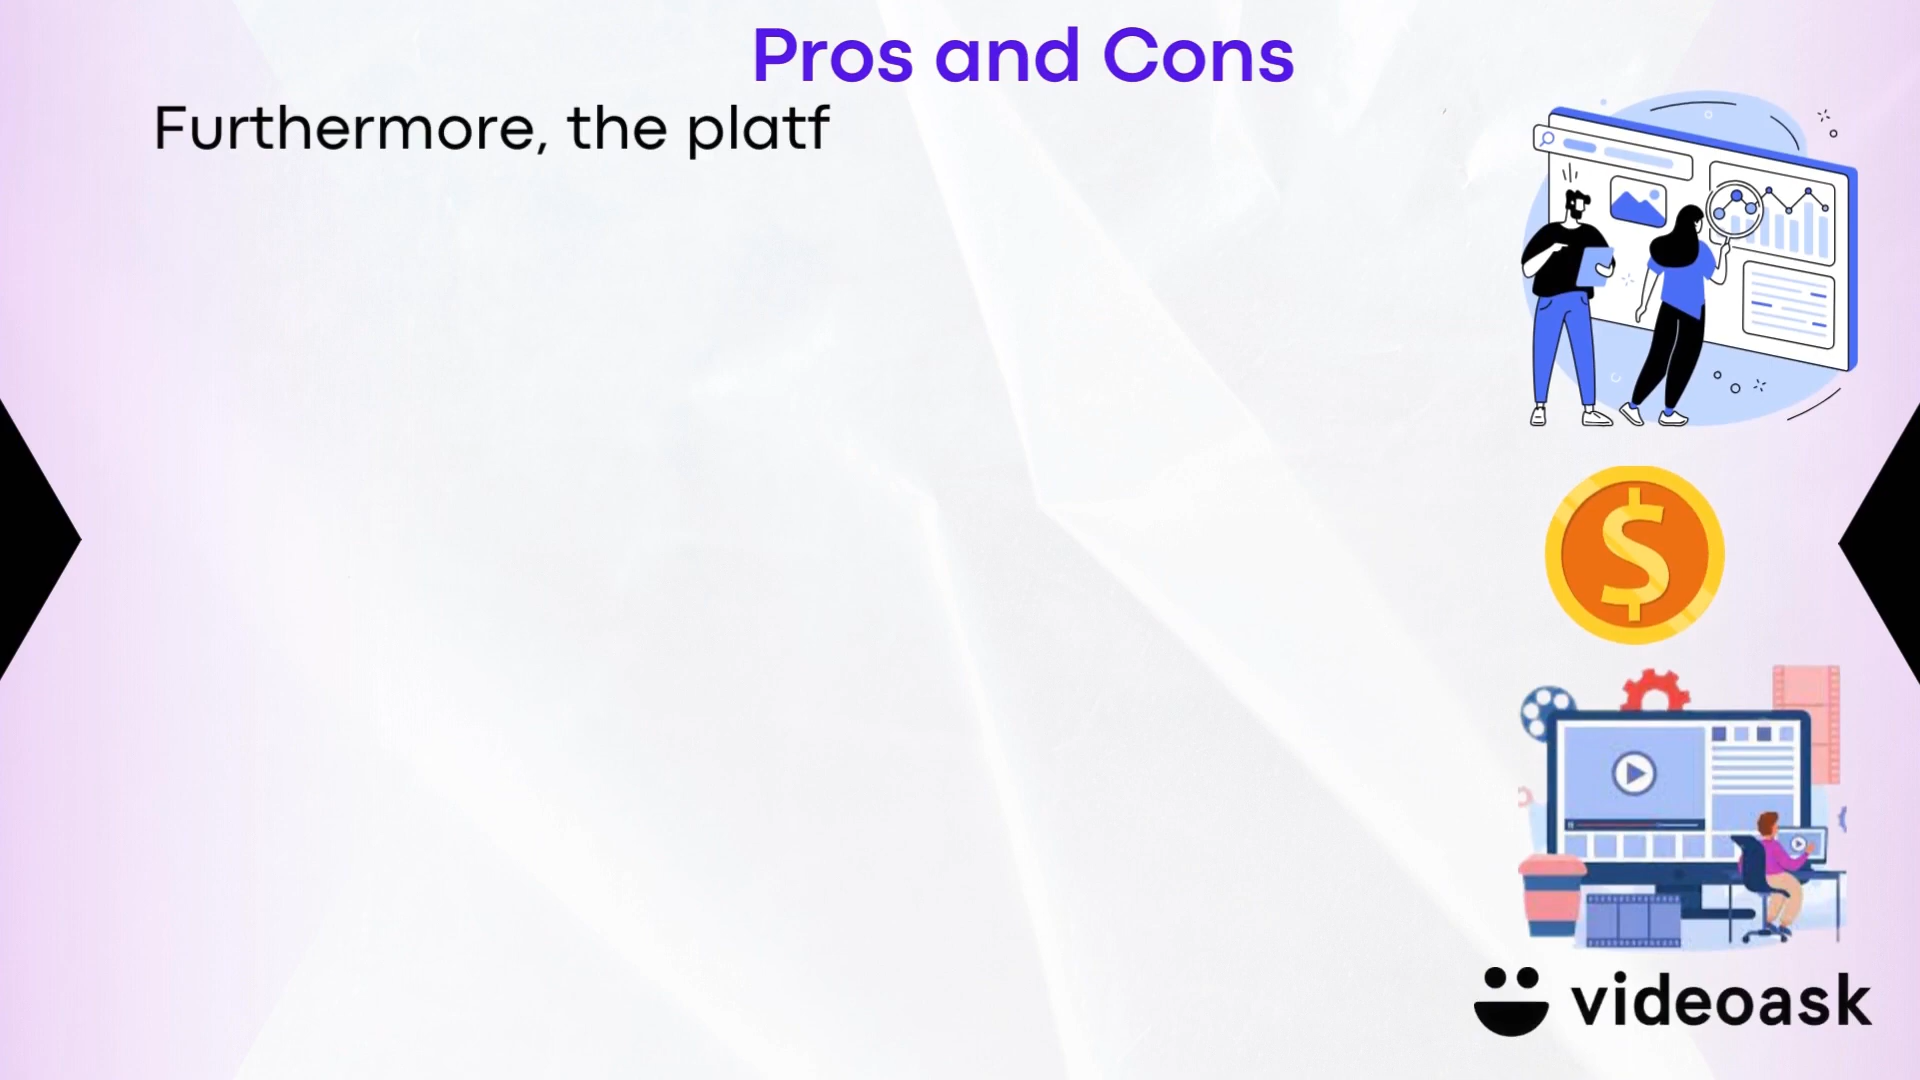 Pros and Cons
Furthermore, the platf
$
videoask